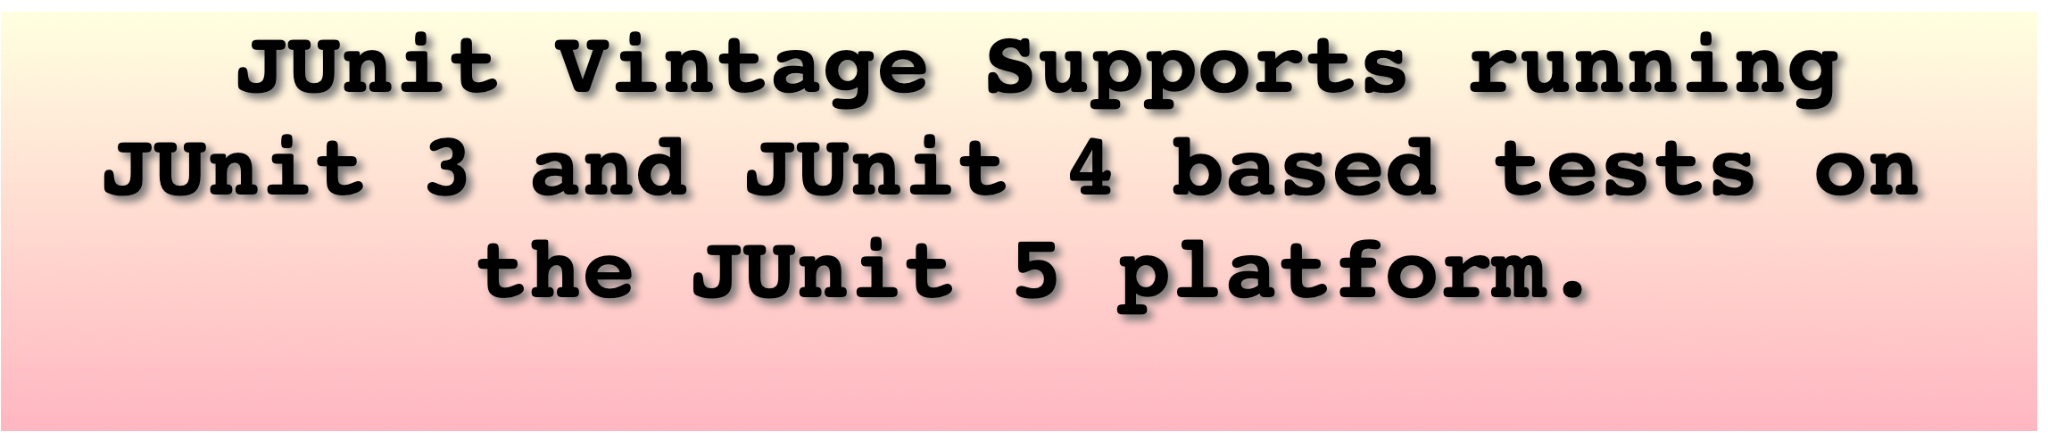 JUnit Vintage Supports running
JUnit 3 and JUnit 4 based tests on
the JUnit 5 platform.